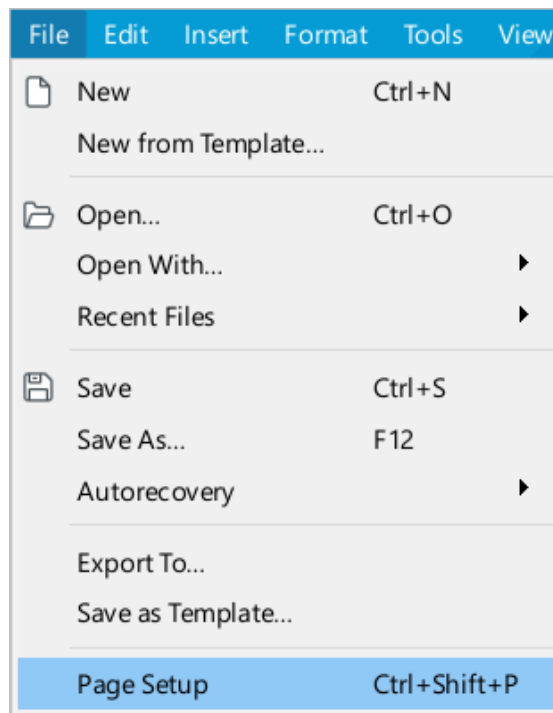 File Edit Insert Format Tools View
New Ctrl+N
New from Template...
Open... Ctrl+O
Open With...
Recent Files
Save Ctrl+S
Save As... F12
Autorecovery
Export To...
Save as Template...
Page Setup Ctrl+Shift+P